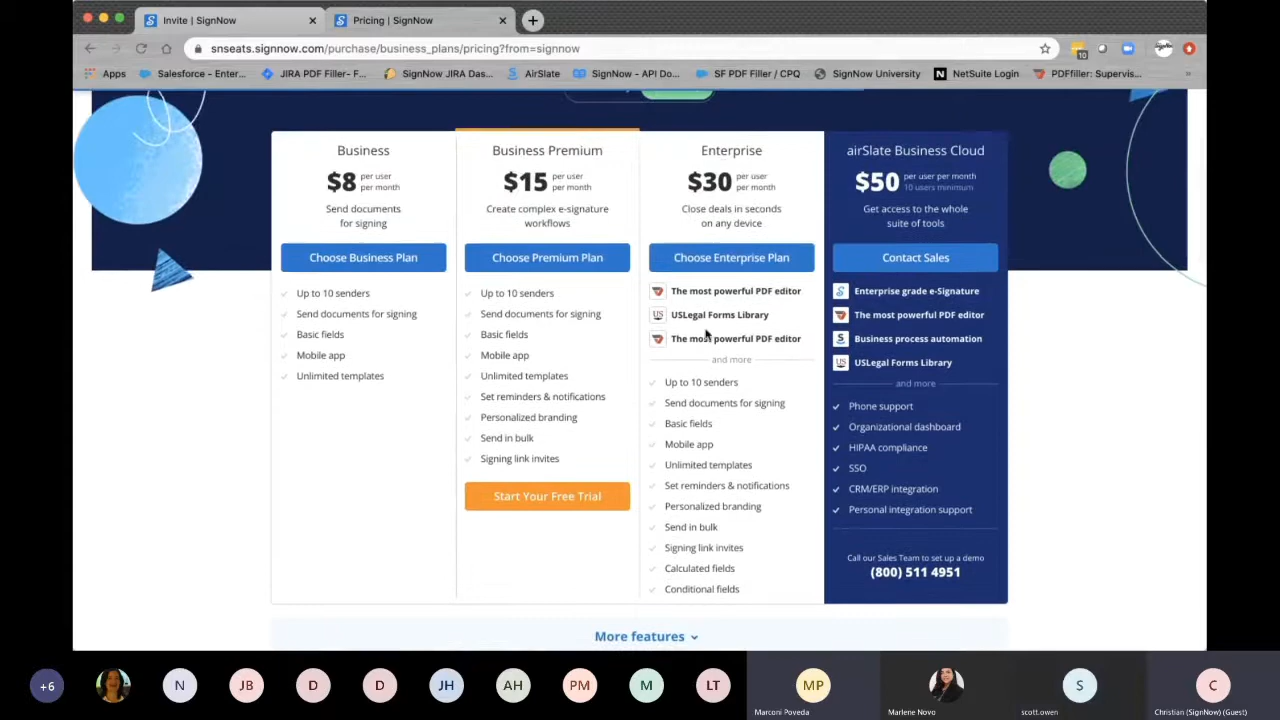 Invite | SignNow
Pricing | SignNow
snseats.signnow.com/purchase/business_plans/pricing?from=signnow
10
Apps
Salesforce - Enter...
JIRA PDF Filler- F...
SignNow JIRA Das...
AirSlate
SignNow - API Do...
SF PDF Filler / CPQ
SignNow University
NetSuite Login
PDFfiller: Supervis...
Business
$8 per user
per month
Send documents
for signing
Choose Business Plan
Up to 10 senders
Send documents for signing
Basic fields
Mobile app
Unlimited templates
Business Premium
$15 per user
per month
Create complex e-signature
workflows
Choose Premium Plan
Up to 10 senders
Send documents for signing
Basic fields
Mobile app
Unlimited templates
Set reminders & notifications
Personalized branding
Send in bulk
Signing link invites
Start Your Free Trial
Enterprise
$30 per user
per month
Close deals in seconds
on any device
Choose Enterprise Plan
The most powerful PDF editor
US USLegal Forms Library
The most powerful PDF editor
and more
Up to 10 senders
Send documents for signing
Basic fields
Mobile app
Unlimited templates
Set reminders & notifications
Personalized branding
Send in bulk
Signing link invites
Calculated fields
Conditional fields
airSlate Business Cloud
$50 per user per month
10 users minimum
Get access to the whole
suite of tools
Contact Sales
Enterprise grade e-Signature
The most powerful PDF editor
Business process automation
US USLegal Forms Library
and more
Phone support
Organizational dashboard
HIPAA compliance
SSO
CRM/ERP integration
Personal integration support
Call our Sales Team to set up a demo
(800) 511 4951
More features
+6
N
JB
D
D
JH
AH
PM
M
LT
MP
S
C
Marconi Poveda
Marlene Novo
scott.owen
Christian (SignNow) (Guest)